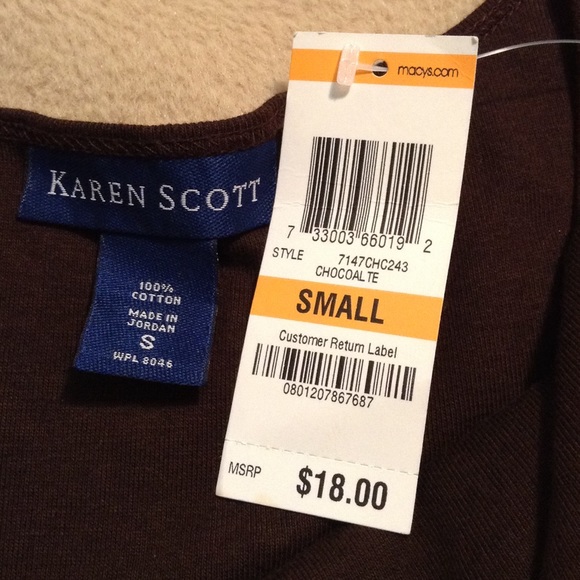 KAREN SCOTT
100%
COTTON
MADE IN
JORDAN
S
WPL 8046
macys.com
7 33003 66019 2
STYLE 7147CHC243
CHOCOALTE
SMALL
Customer Return Label
0801207867687
MSRP $18.00